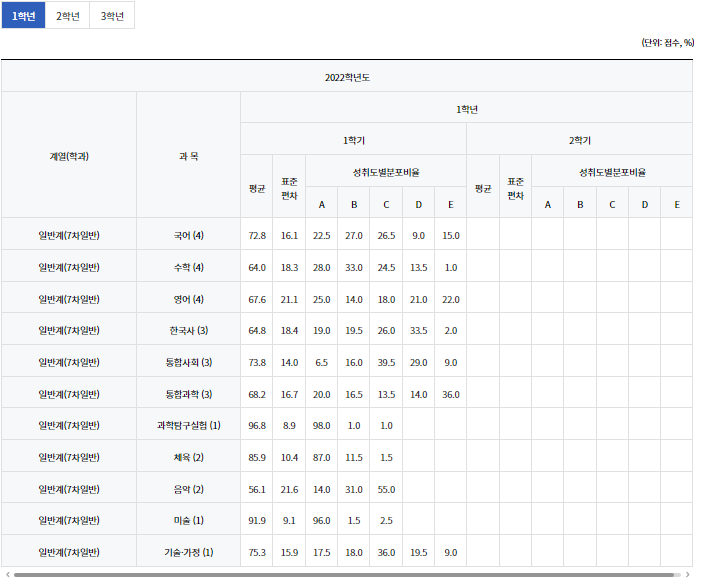 1학년 2학년 3학년
(단위: 점수, %)
2022학년도
계열(학과) 과 목 1학년
1학기 2학기
평균 표준 편차 성취도별분포비율 평균 표준 편차 성취도별분포비율
A B C D E A B C D E
일반계(7차일반) 국어 (4) 72.8 16.1 22.5 27.0 26.5 9.0 15.0
일반계(7차일반) 수학 (4) 64.0 18.3 28.0 33.0 24.5 13.5 1.0
일반계(7차일반) 영어 (4) 67.6 21.1 25.0 14.0 18.0 21.0 22.0
일반계(7차일반) 한국사 (3) 64.8 18.4 19.0 19.5 26.0 33.5 2.0
일반계(7차일반) 통합사회 (3) 73.8 14.0 6.5 16.0 39.5 29.0 9.0
일반계(7차일반) 통합과학 (3) 68.2 16.7 20.0 16.5 13.5 14.0 36.0
일반계(7차일반) 과학탐구실험 (1) 96.8 8.9 98.0 1.0 1.0
일반계(7차일반) 체육 (2) 85.9 10.4 87.0 11.5 1.5
일반계(7차일반) 음악 (2) 56.1 21.6 14.0 31.0 55.0
일반계(7차일반) 미술 (1) 91.9 9.1 96.0 1.5 2.5
일반계(7차일반) 기술·가정 (1) 75.3 15.9 17.5 18.0 36.0 19.5 9.0